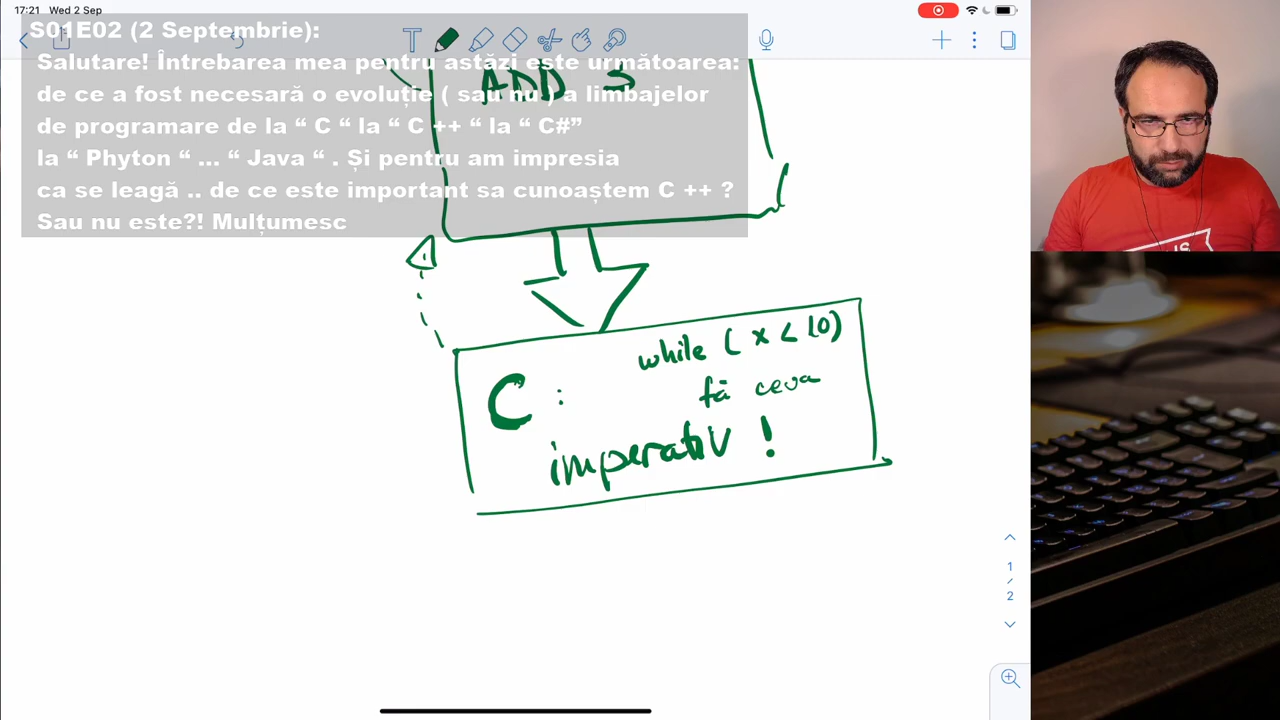 17:21 Wed 2 Sep
S01E02 (2 Septembrie):
Salutare! Întrebarea mea pentru astăzi este următoarea:
de ce a fost necesară o evoluție ( sau nu ) a limbajelor
de programare de la “ C “ la “ C ++ “ la “ C#”
la “ Phyton “ ... “ Java “ . Și pentru am impresia
ca se leagă .. de ce este important sa cunoaștem C ++ ?
Sau nu este?! Mulțumesc
ADD
while ( x < 10)
C :
fă ceva
imperativ !
1
2